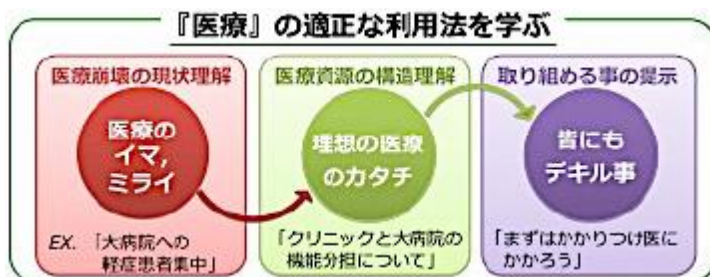 『医療』の適正な利用法を学ぶ
医療崩壊の現状理解
医療の
イマ,
ミライ
EX. 「大病院への
軽症患者集中」
医療資源の構造理解
理想の医療
のカタチ
「クリニックと大病院の
機能分担について」
取り組める事の提示
皆にも
デキル事
「まずはかかりつけ医に
かかろう」